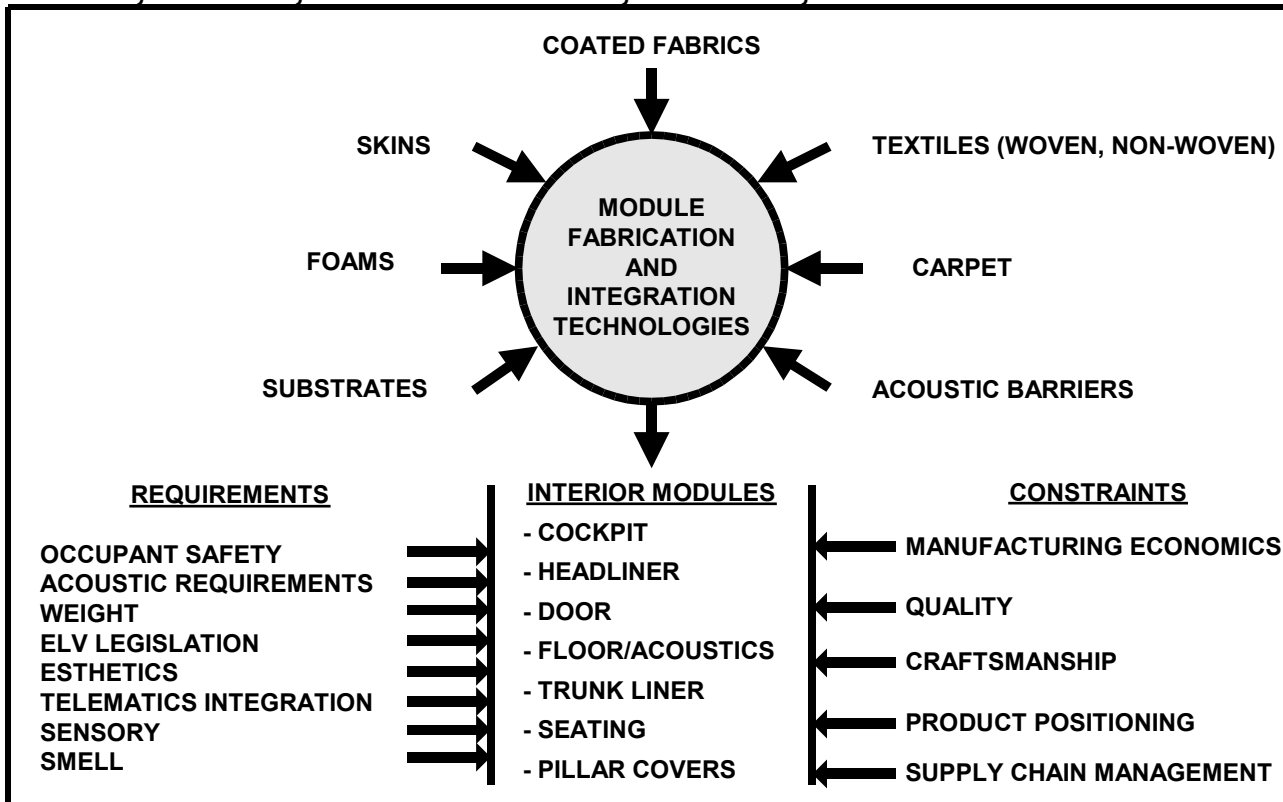 COATED FABRICS
SKINS
TEXTILES (WOVEN, NON-WOVEN)
MODULE
FABRICATION
AND
INTEGRATION
TECHNOLOGIES
FOAMS
CARPET
SUBSTRATES
ACOUSTIC BARRIERS
REQUIREMENTS
OCCUPANT SAFETY
ACOUSTIC REQUIREMENTS
WEIGHT
ELV LEGISLATION
ESTHETICS
TELEMATICS INTEGRATION
SENSORY
SMELL
INTERIOR MODULES
- COCKPIT
- HEADLINER
- DOOR
- FLOOR/ACOUSTICS
- TRUNK LINER
- SEATING
- PILLAR COVERS
CONSTRAINTS
MANUFACTURING ECONOMICS
QUALITY
CRAFTSMANSHIP
PRODUCT POSITIONING
SUPPLY CHAIN MANAGEMENT